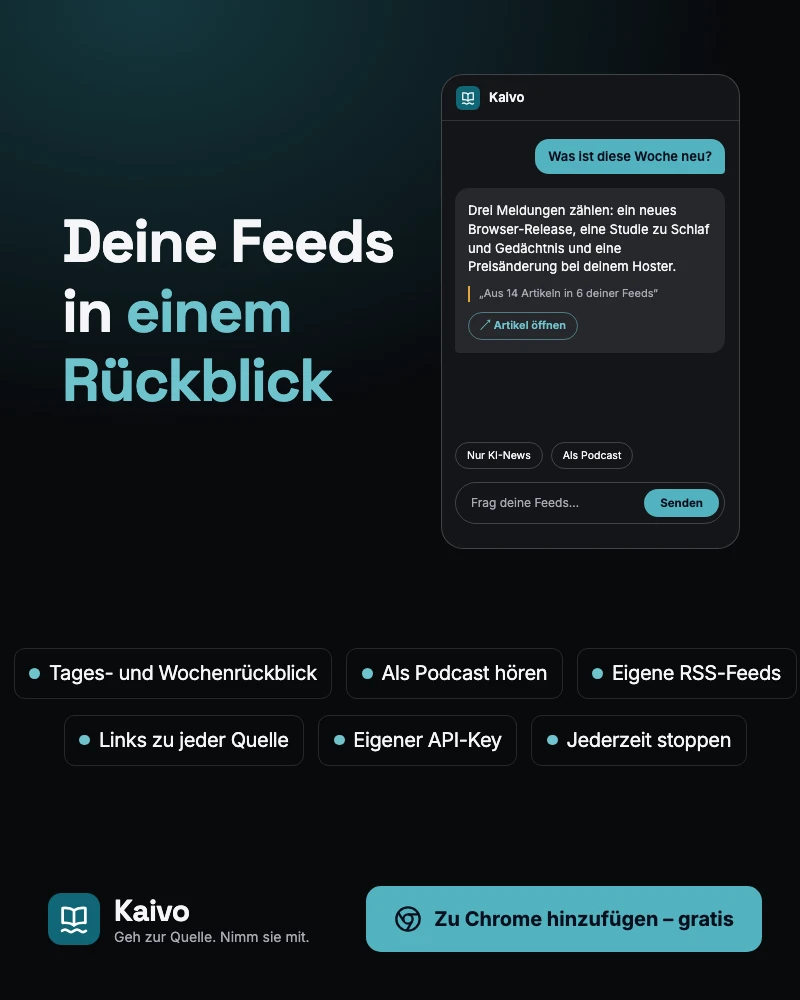 Deine Feeds
in einem
Rückblick
Kaivo
Was ist diese Woche neu?
Drei Meldungen zählen: ein neues
Browser-Release, eine Studie zu Schlaf
und Gedächtnis und eine
Preisänderung bei deinem Hoster.
„Aus 14 Artikeln in 6 deiner Feeds“
↗ Artikel öffnen
Nur KI-News
Als Podcast
Frag deine Feeds…
Senden
Tages- und Wochenrückblick
Als Podcast hören
Eigene RSS-Feeds
Links zu jeder Quelle
Eigener API-Key
Jederzeit stoppen
Kaivo
Geh zur Quelle. Nimm sie mit.
Zu Chrome hinzufügen – gratis